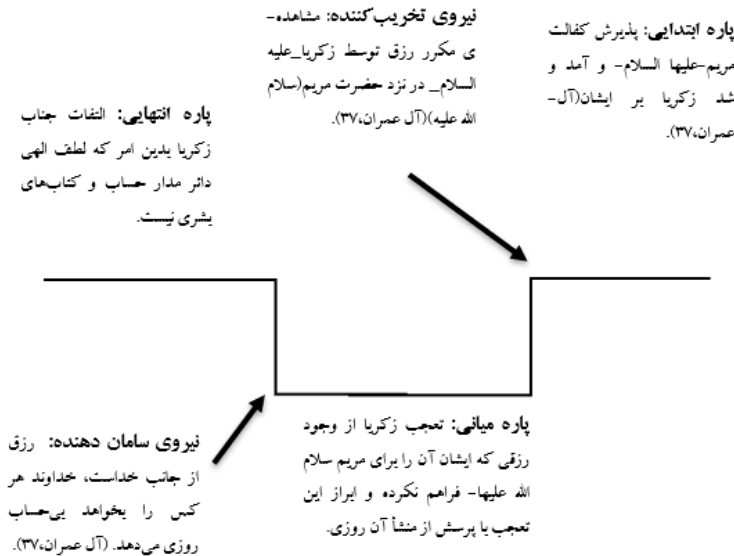 پاره ابتدایی: پذیرش کفالت
مریم-علیها السلام- و آمد و
شد زکریا بر ایشان(آل-
عمران،۳۷).
نیروی تخریب‌کننده: مشاهده-
ی مکرر رزق توسط زکریا_علیه
السلام_ در نزد حضرت مریم(سلام
الله علیه)(آل عمران،۳۷).
پاره میانی: تعجب زکریا از وجود
رزقی که ایشان آن را برای مریم سلام
الله علیها- فراهم نکرده و ابراز این
تعجب با پرسش از منشأ آن روزی.
نیروی سامان دهنده: رزق
از جانب خداست، خداوند هر
کس را بخواهد بی‌حساب
روزی می‌دهد. (آل عمران،۳۷).
پاره انتهایی: التفات جناب
زکریا بدین امر که لطف الهی
دائر مدار حساب و کتاب‌های
بشری نیست.